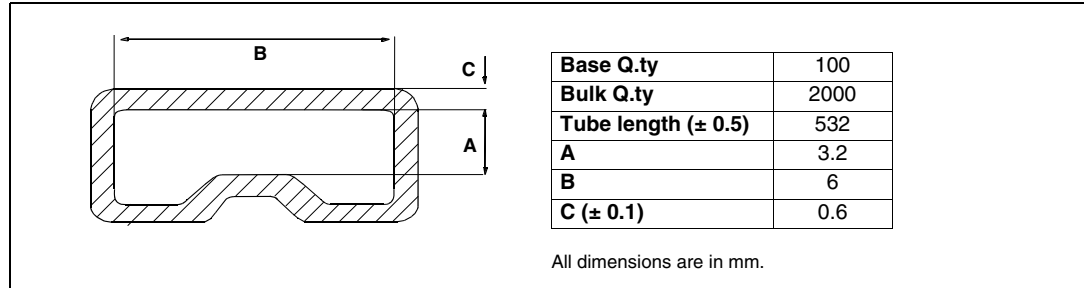 B
C
A
Base Q.ty 100
Bulk Q.ty 2000
Tube length (± 0.5) 532
A 3.2
B 6
C (± 0.1) 0.6
All dimensions are in mm.